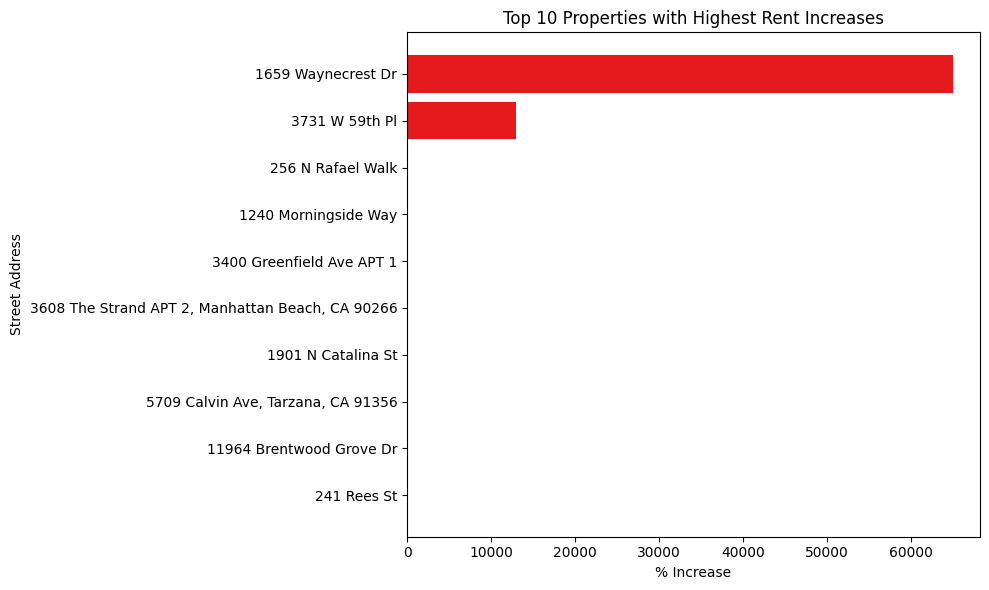 Top 10 Properties with Highest Rent Increases
Street Address
1659 Waynecrest Dr
3731 W 59th Pl
256 N Rafael Walk
1240 Morningside Way
3400 Greenfield Ave APT 1
3608 The Strand APT 2, Manhattan Beach, CA 90266
1901 N Catalina St
5709 Calvin Ave, Tarzana, CA 91356
11964 Brentwood Grove Dr
241 Rees St
0 10000 20000 30000 40000 50000 60000
% Increase